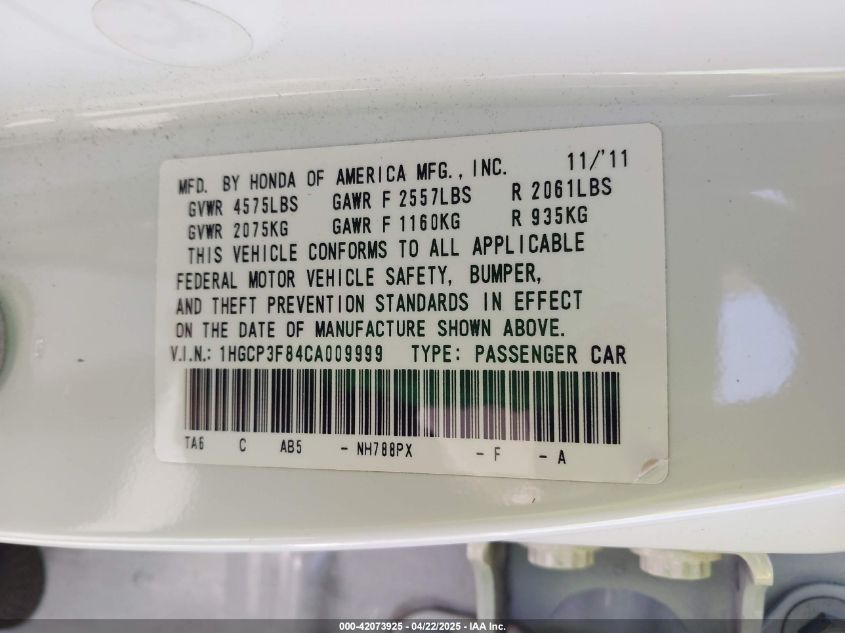 MFD. BY HONDA OF AMERICA MFG., INC. 11/'11
GVWR 4575LBS GAWR F 2557LBS R 2061LBS
GVWR 2075KG GAWR F 1160KG R 935KG
THIS VEHICLE CONFORMS TO ALL APPLICABLE
FEDERAL MOTOR VEHICLE SAFETY, BUMPER,
AND THEFT PREVENTION STANDARDS IN EFFECT
ON THE DATE OF MANUFACTURE SHOWN ABOVE.
V.I.N.: 1HGCP3F84CA009999 TYPE: PASSENGER CAR
TA6 C AB5 - NH788PX - F - A
000-42073925 - 04/22/2025 - IAA Inc.